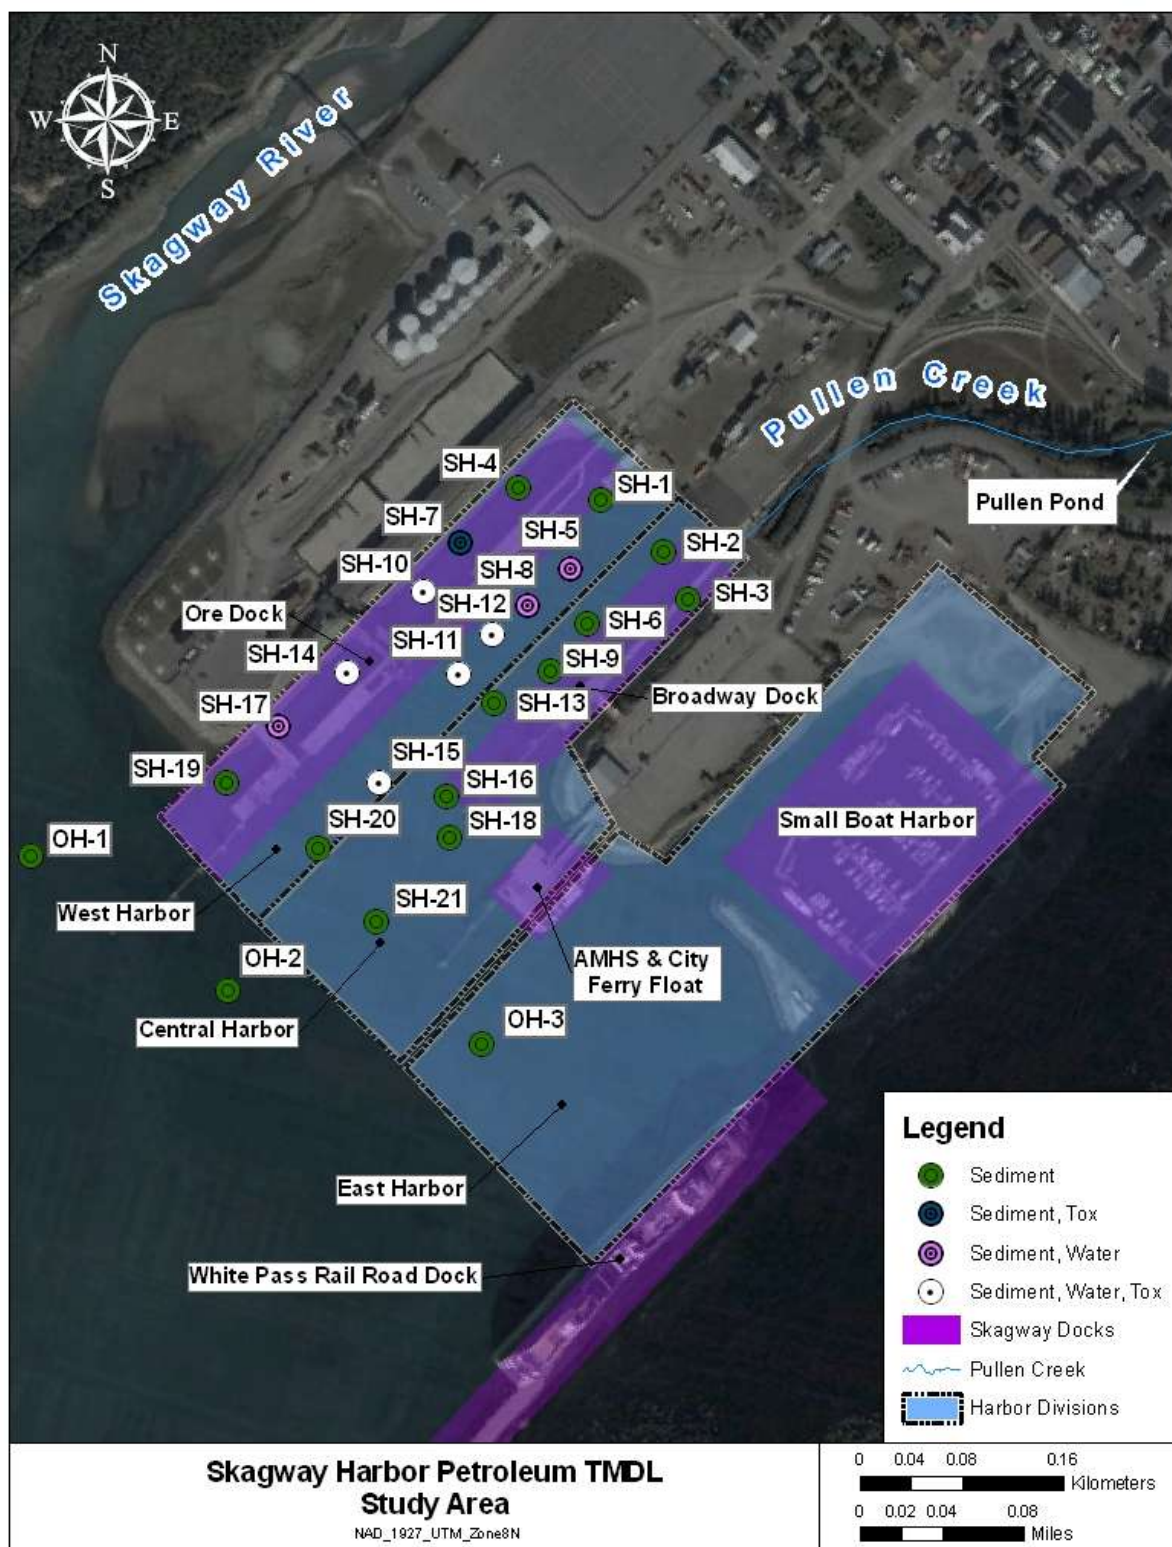 N
W E
S
Skagway River
Pullen Creek
Pullen Pond
SH-4
SH-1
SH-7
SH-5
SH-2
SH-10
SH-8
SH-3
SH-12
SH-6
Ore Dock
SH-14
SH-11
SH-9
Broadway Dock
SH-13
SH-17
SH-15
SH-19
SH-16
SH-20
SH-18
Small Boat Harbor
OH-1
West Harbor
SH-21
OH-2
AMHS & City
Ferry Float
Central Harbor
OH-3
East Harbor
White Pass Rail Road Dock
Legend
Sediment
Sediment, Tox
Sediment, Water
Sediment, Water, Tox
Skagway Docks
Pullen Creek
Harbor Divisions
Skagway Harbor Petroleum TMDL
Study Area
NAD_1927_UTM_Zone8N
0 0.04 0.08 0.16
Kilometers
0 0.02 0.04 0.08
Miles